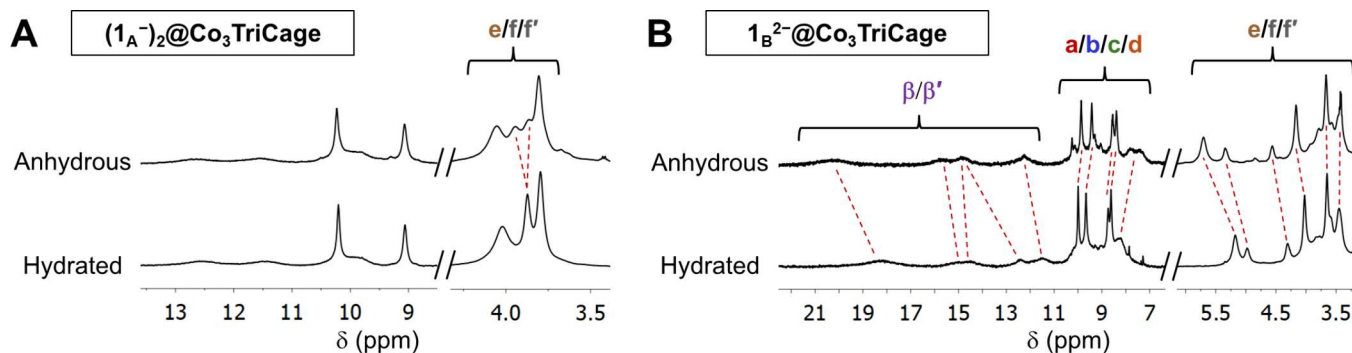 A
(1A⁻)2@Co3TriCage
e/f/f′
Anhydrous
Hydrated
13 12 11 10 9 4.0 3.5
δ (ppm)
B
1B²⁻@Co3TriCage
a/b/c/d
e/f/f′
β/β′
Anhydrous
Hydrated
21 19 17 15 13 11 9 7 5.5 4.5 3.5
δ (ppm)